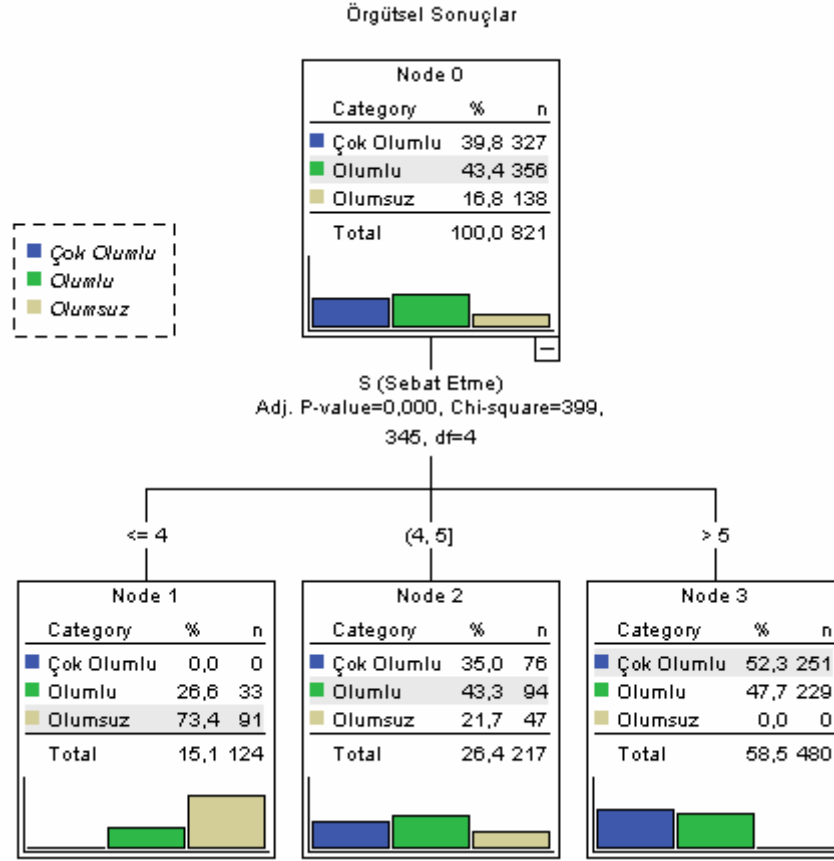 Örgütsel Sonuçlar
Node 0
Category % n
Çok Olumlu 39,8 327
Olumlu 43,4 356
Olumsuz 16,8 138
Total 100,0 821
Çok Olumlu
Olumlu
Olumsuz
S (Sebat Etme)
Adj. P-value=0,000, Chi-square=399,
345, df=4
<= 4
(4, 5]
> 5
Node 1
Category % n
Çok Olumlu 0,0 0
Olumlu 26,6 33
Olumsuz 73,4 91
Total 15,1 124
Node 2
Category % n
Çok Olumlu 35,0 76
Olumlu 43,3 94
Olumsuz 21,7 47
Total 26,4 217
Node 3
Category % n
Çok Olumlu 52,3 251
Olumlu 47,7 229
Olumsuz 0,0 0
Total 58,5 480